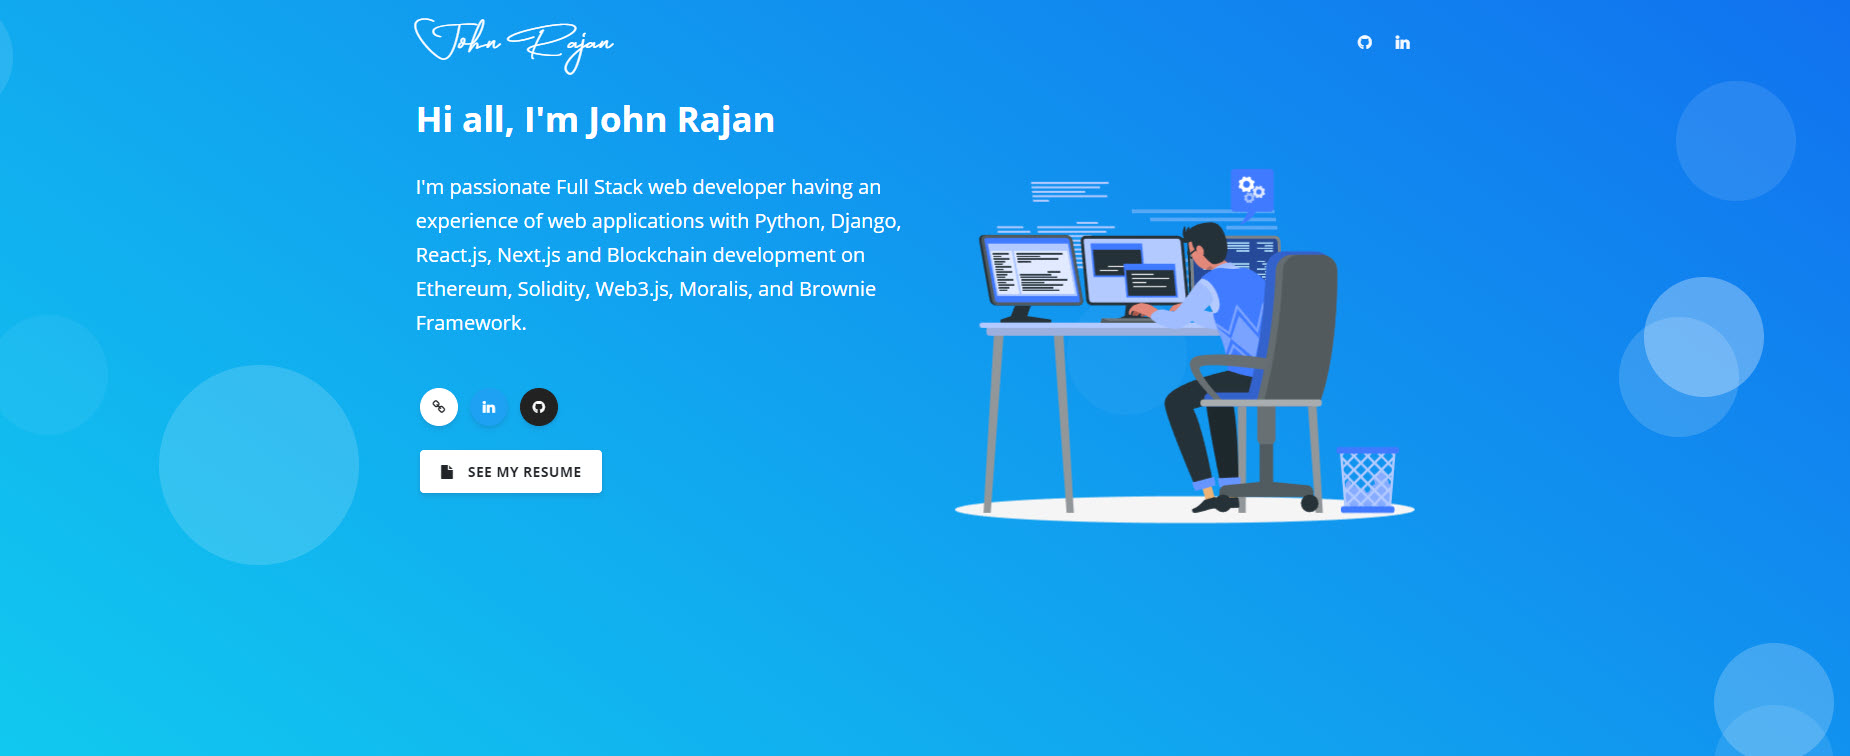 John Rajan
Hi all, I'm John Rajan
I'm passionate Full Stack web developer having an
experience of web applications with Python, Django,
React.js, Next.js and Blockchain development on
Ethereum, Solidity, Web3.js, Moralis, and Brownie
Framework.
SEE MY RESUME